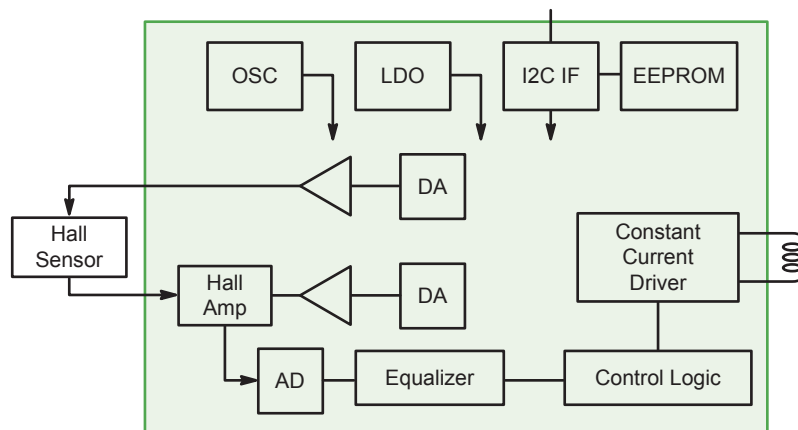 OSC
LDO
I2C IF
EEPROM
DA
Hall
Sensor
Constant
Current
Driver
Hall
Amp
DA
AD
Equalizer
Control Logic